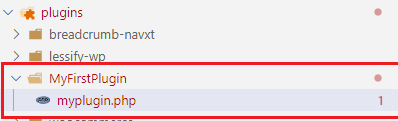 plugins
breadcrumb-navxt
lessify-wp
MyFirstPlugin
myplugin.php 1